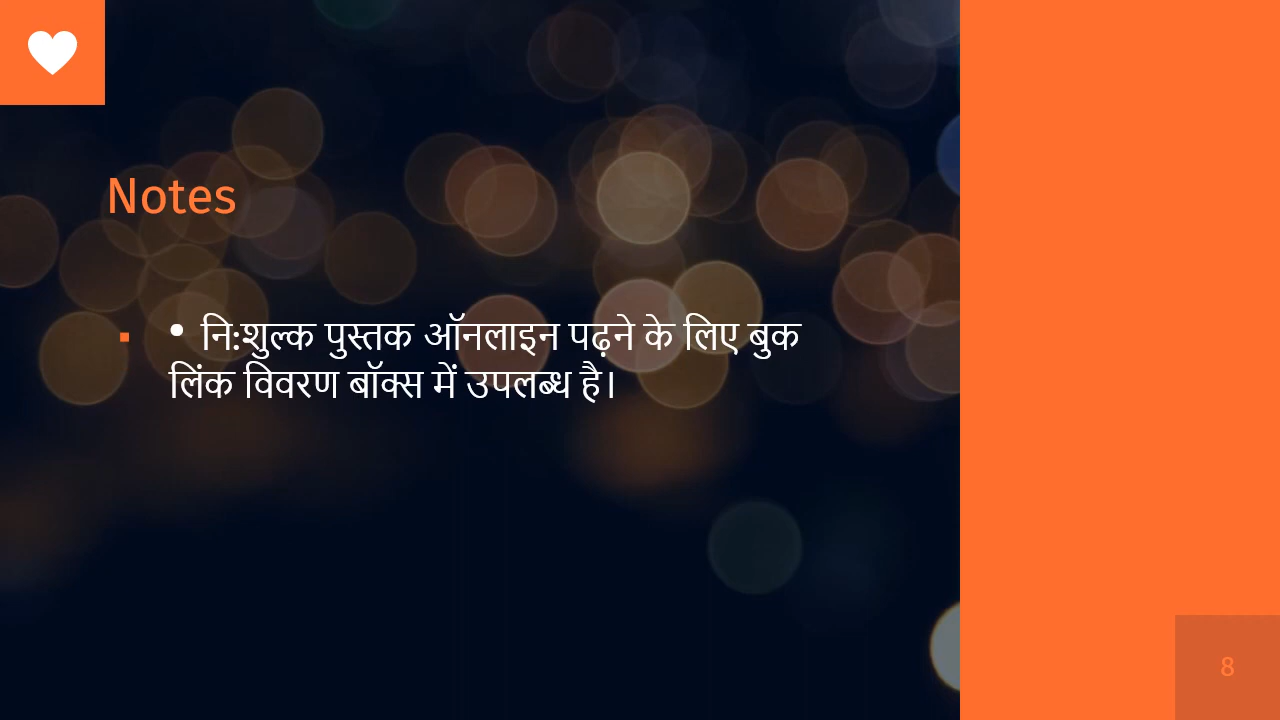 Notes
▪ • नि:शुल्क पुस्तक ऑनलाइन पढ़ने के लिए बुक
लिंक विवरण बॉक्स में उपलब्ध है।
8